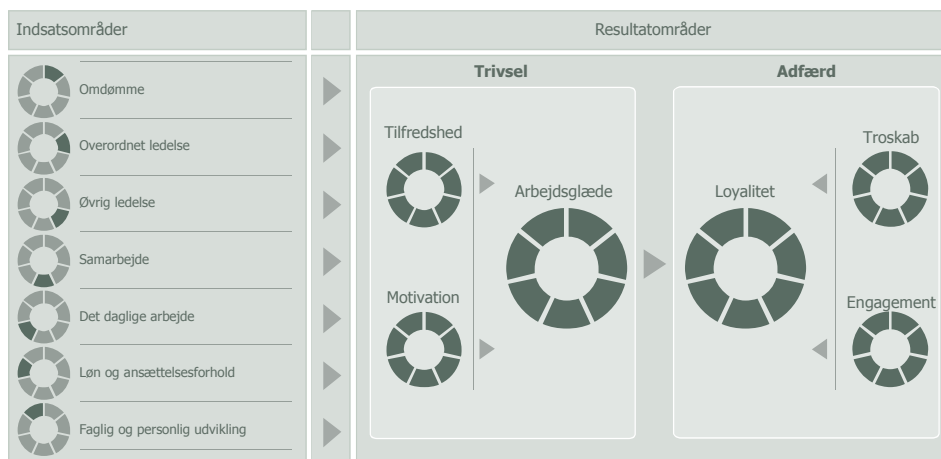 Indsatsområder
Resultatområder
Omdømme
Overordnet ledelse
Øvrig ledelse
Samarbejde
Det daglige arbejde
Løn og ansættelsesforhold
Faglig og personlig udvikling
Trivsel
Tilfredshed
Arbejdsglæde
Motivation
Adfærd
Loyalitet
Troskab
Engagement